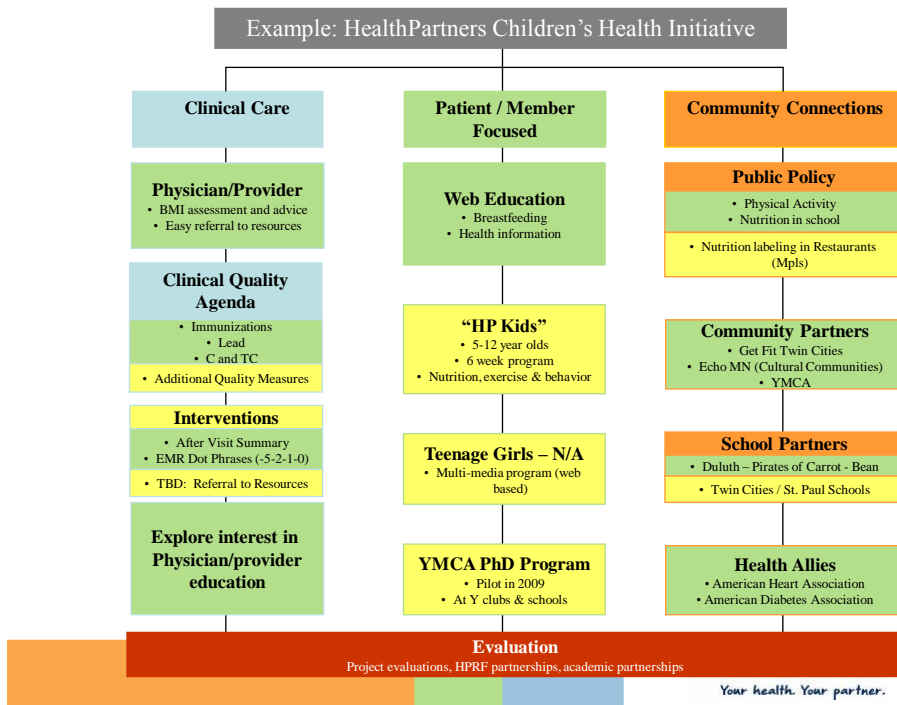 Example: HealthPartners Children's Health Initiative
Clinical Care
Physician/Provider
• BMI assessment and advice
• Easy referral to resources
Clinical Quality
Agenda
• Immunizations
• Lead
• C and TC
• Additional Quality Measures
Interventions
• After Visit Summary
• EMR Dot Phrases (-5-2-1-0)
• TBD: Referral to Resources
Explore interest in
Physician/provider
education
Patient / Member
Focused
Web Education
• Breastfeeding
• Health information
“HP Kids”
• 5-12 year olds
• 6 week program
• Nutrition, exercise & behavior
Teenage Girls – N/A
• Multi-media program (web
based)
YMCA PhD Program
• Pilot in 2009
• At Y clubs & schools
Community Connections
Public Policy
• Physical Activity
• Nutrition in school
• Nutrition labeling in Restaurants
(Mpls)
Community Partners
• Get Fit Twin Cities
• Echo MN (Cultural Communities)
• YMCA
School Partners
• Duluth – Pirates of Carrot - Bean
• Twin Cities / St. Paul Schools
Health Allies
• American Heart Association
• American Diabetes Association
Evaluation
Project evaluations, HPRF partnerships, academic partnerships
Your health. Your partner.